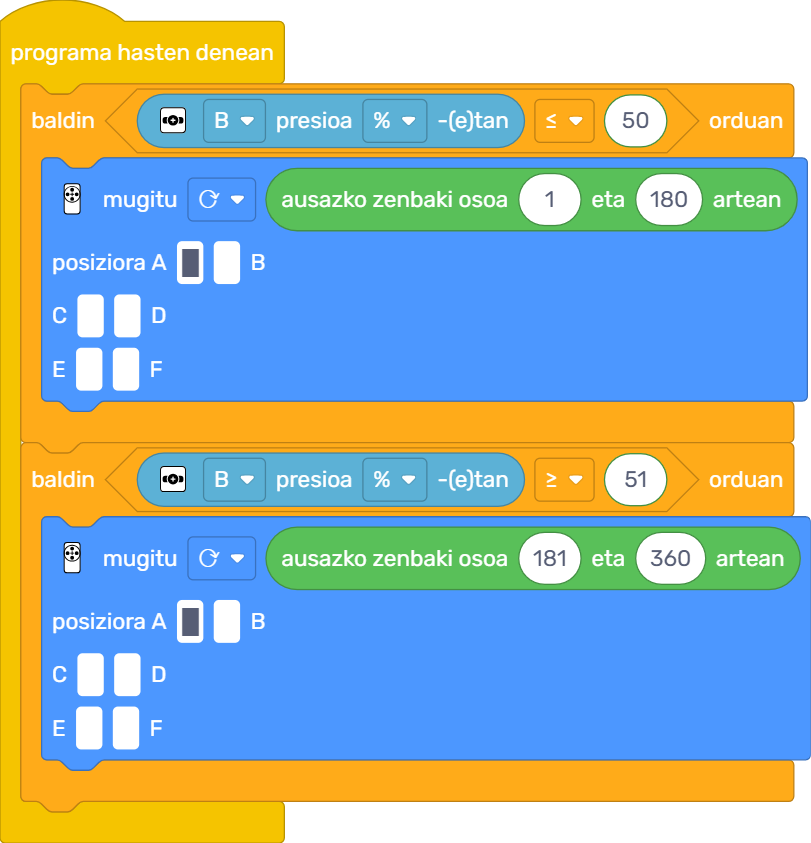 programa hasten denean
baldin B presioa % -(e)tan ≤ 50 orduan
mugitu ausazko zenbaki osoa 1 eta 180 artean
posiziora A B
C D
E F
baldin B presioa % -(e)tan ≥ 51 orduan
mugitu ausazko zenbaki osoa 181 eta 360 artean
posiziora A B
C D
E F